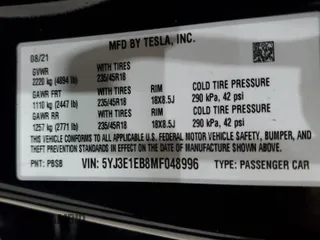 MFD BY TESLA, INC.
08/21
GVWR WITH TIRES
2220 kg (4894 lb) 235/45R18
GAWR FRT WITH TIRES RIM COLD TIRE PRESSURE
1110 kg (2447 lb) 235/45R18 18X8.5J 290 kPa, 42 psi
GAWR RR WITH TIRES RIM COLD TIRE PRESSURE
1257 kg (2771 lb) 235/45R18 18X8.5J 290 kPa, 42 psi
THIS VEHICLE CONFORMS TO ALL APPLICABLE U.S. FEDERAL MOTOR VEHICLE SAFETY, BUMPER, AND
THEFT PREVENTION STANDARDS IN EFFECT ON THE DATE OF MANUFACTURE SHOWN ABOVE.
PNT: PBSB VIN: 5YJ3E1EB8MF048996 TYPE: PASSENGER CAR